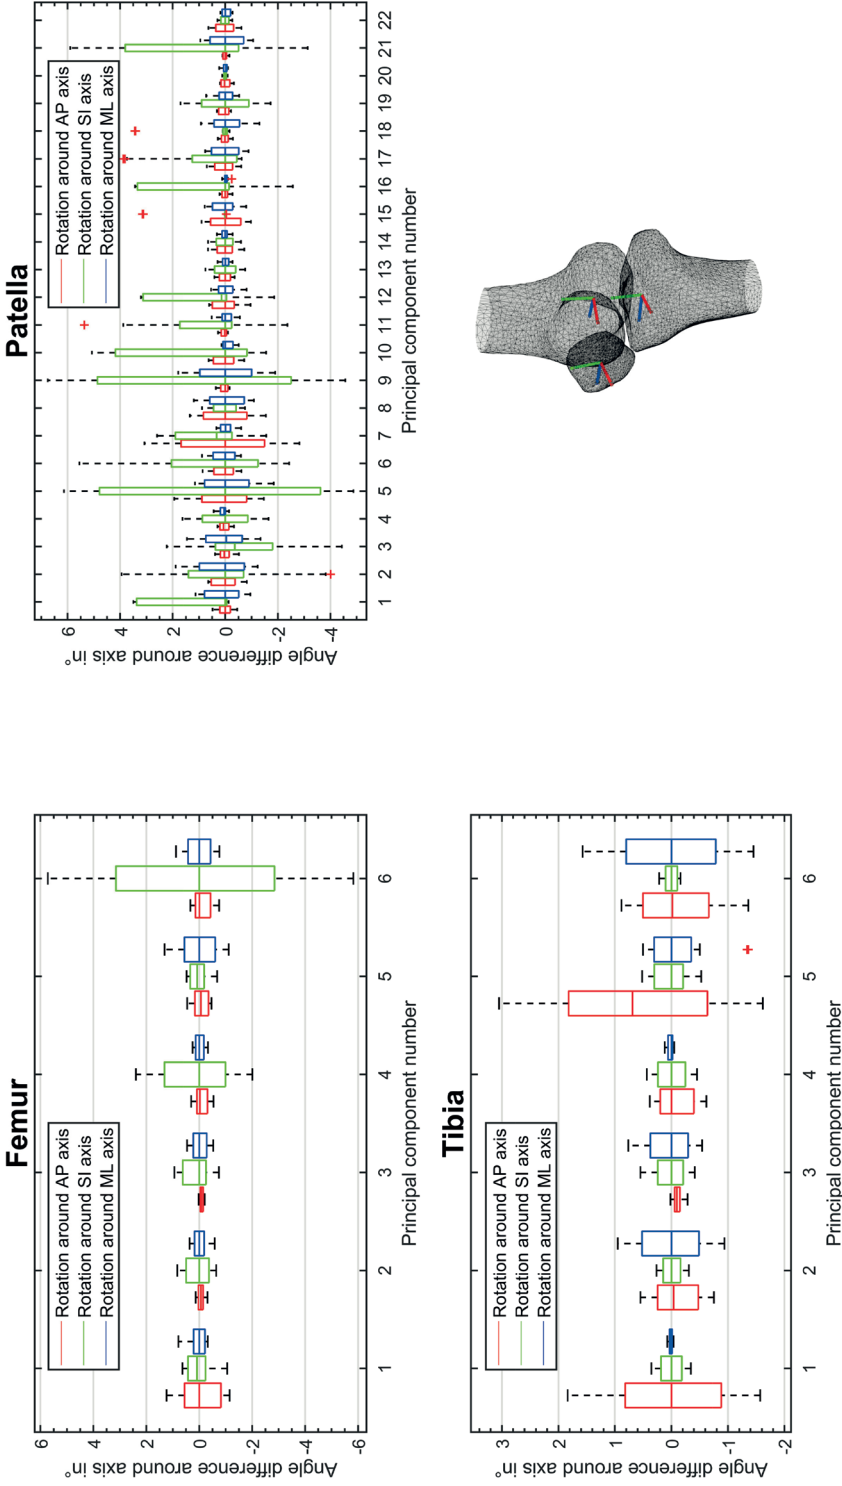 Femur
Rotation around AP axis
Rotation around SI axis
Rotation around ML axis
6
4
2
0
-2
-4
-6
Angle difference around axis in°
1
2
3
4
5
6
Principal component number
Patella
Rotation around AP axis
Rotation around SI axis
Rotation around ML axis
6
4
2
0
-2
-4
Angle difference around axis in°
1
2
3
4
5
6
7
8
9
10
11
12
13
14
15
16
17
18
19
20
21
22
Principal component number
Tibia
Rotation around AP axis
Rotation around SI axis
Rotation around ML axis
3
2
1
0
-1
-2
Angle difference around axis in°
1
2
3
4
5
6
Principal component number